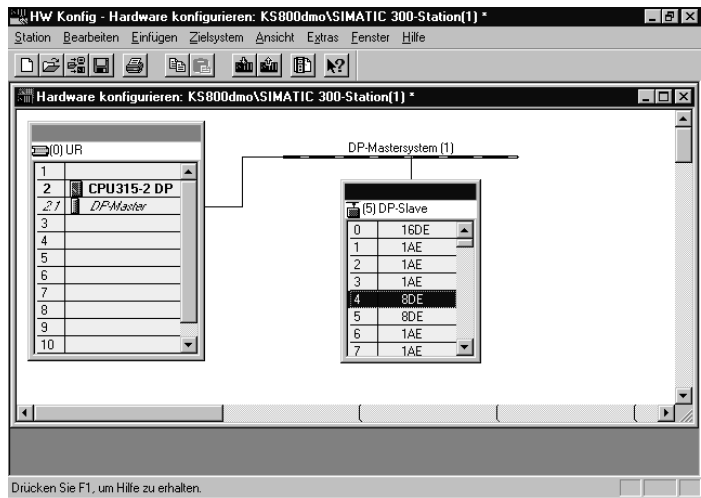 HW Konfig - Hardware konfigurieren: KS800dmo\SIMATIC 300-Station(1) *
Station Bearbeiten Einfügen Zielsystem Ansicht Extras Fenster Hilfe
Hardware konfigurieren: KS800dmo\SIMATIC 300-Station(1) *
(0) UR
1
2 CPU315-2 DP
2.1 DP-Master
3
4
5
6
7
8
9
10
DP-Mastersystem (1)
(5) DP-Slave
0 16DE
1 1AE
2 1AE
3 1AE
4 8DE
5 8DE
6 1AE
7 1AE
Drücken Sie F1, um Hilfe zu erhalten.